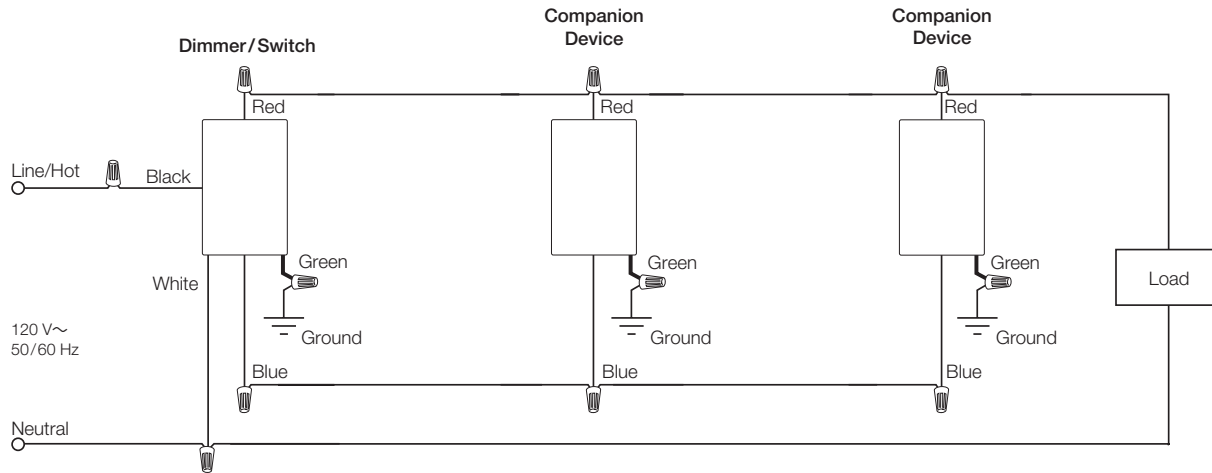 Dimmer/Switch
Companion
Device
Companion
Device
Red
Red
Red
Line/Hot
Black
White
Green
Green
Green
Load
120 V~
50/60 Hz
Ground
Ground
Ground
Blue
Blue
Blue
Neutral